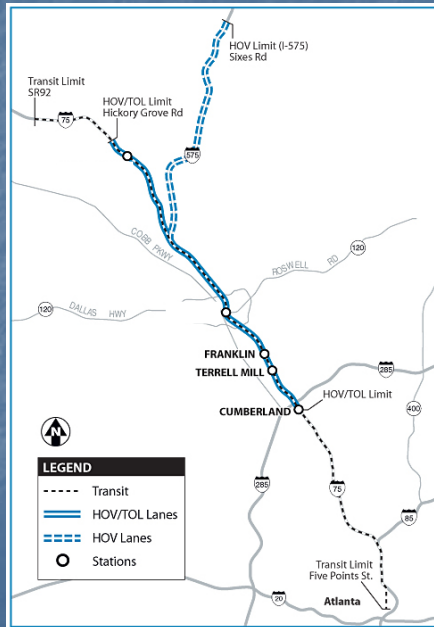 HOV Limit (I-575)
Sixes Rd
Transit Limit
SR92
HOV/TOL Limit
Hickory Grove Rd
75
575
COBB PKWY
ROSWELL RD
120
120
DALLAS HWY
FRANKLIN
TERRELL MILL
285
CUMBERLAND
HOV/TOL Limit
400
N
285
75
85
LEGEND
Transit
HOV/TOL Lanes
HOV Lanes
Stations
Transit Limit
Five Points St.
20
Atlanta